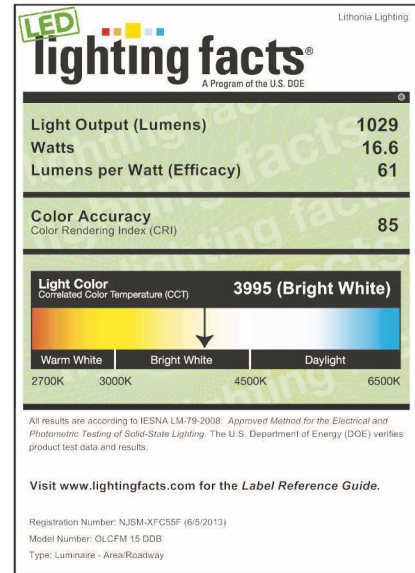 Lithonia Lighting
LED
lighting facts®
A Program of the U.S. DOE
Light Output (Lumens) 1029
Watts 16.6
Lumens per Watt (Efficacy) 61
Color Accuracy
Color Rendering Index (CRI) 85
Light Color
Correlated Color Temperature (CCT) 3995 (Bright White)
Warm White Bright White Daylight
2700K 3000K 4500K 6500K
All results are according to IESNA LM-79-2008: Approved Method for the Electrical and
Photometric Testing of Solid-State Lighting. The U.S. Department of Energy (DOE) verifies
product test data and results.
Visit www.lightingfacts.com for the Label Reference Guide.
Registration Number: NJSM-XFC55F (6/5/2013)
Model Number: OLCFM 15 DDB
Type: Luminaire - Area/Roadway